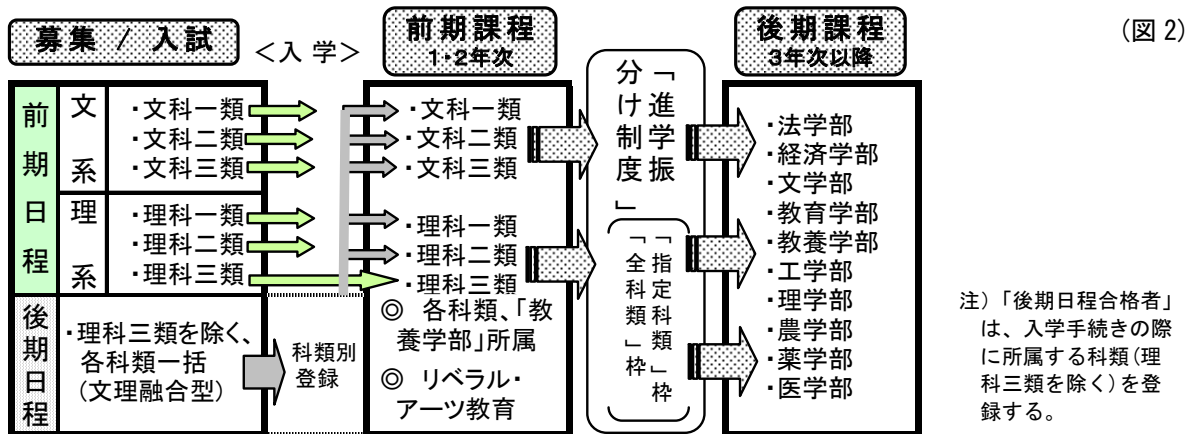 (図 2)
募集 / 入試
＜入 学＞
前期課程
1・2年次
後期課程
3年次以降
前期日程
文系
・文科一類
・文科二類
・文科三類
理系
・理科一類
・理科二類
・理科三類
後期日程
・理科三類を除く、
各科類一括
(文理融合型)
科類別
登録
・文科一類
・文科二類
・文科三類
・理科一類
・理科二類
・理科三類
◎ 各科類、「教
養学部」所属
◎ リベラル・
アーツ教育
「進学振
分け制度」
「指定科類」枠
「全科類」枠
・法学部
・経済学部
・文学部
・教育学部
・教養学部
・工学部
・理学部
・農学部
・薬学部
・医学部
注)「後期日程合格者」
は、入学手続きの際
に所属する科類(理
科三類を除く)を登
録する。